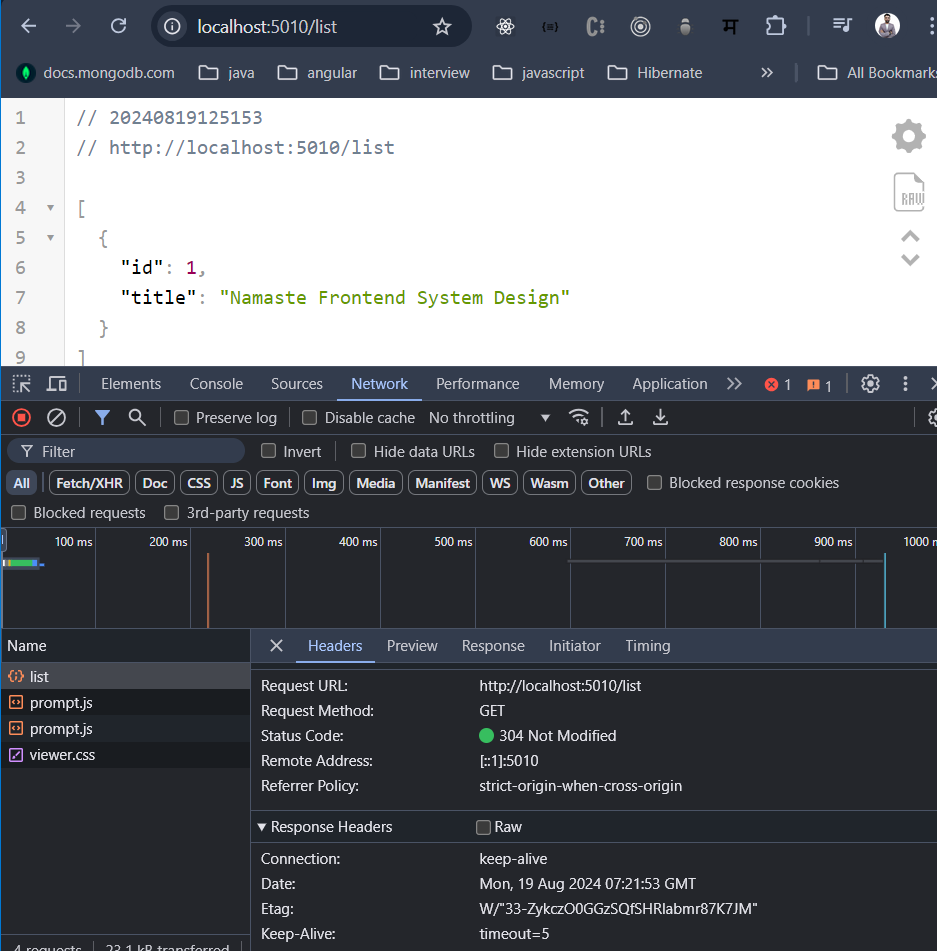 localhost:5010/list
docs.mongodb.com java angular interview javascript Hibernate » All Bookmarks
1 // 20240819125153
2 // http://localhost:5010/list
3
4 [
5 {
6 "id": 1,
7 "title": "Namaste Frontend System Design"
8 }
9 ]
RAW
Elements Console Sources Network Performance Memory Application 1 1
Preserve log Disable cache No throttling
Filter Invert Hide data URLs Hide extension URLs
All Fetch/XHR Doc CSS JS Font Img Media Manifest WS Wasm Other Blocked response cookies
Blocked requests 3rd-party requests
100 ms 200 ms 300 ms 400 ms 500 ms 600 ms 700 ms 800 ms 900 ms 1000 m
Name Headers Preview Response Initiator Timing
list
prompt.js
prompt.js
viewer.css
Request URL: http://localhost:5010/list
Request Method: GET
Status Code: 304 Not Modified
Remote Address: [::1]:5010
Referrer Policy: strict-origin-when-cross-origin
Response Headers Raw
Connection: keep-alive
Date: Mon, 19 Aug 2024 07:21:53 GMT
Etag: W/"33-ZykczO0GGzSQfSHRlabmr87K7JM"
Keep-Alive: timeout=5
4 requests 23.1 kB transferred